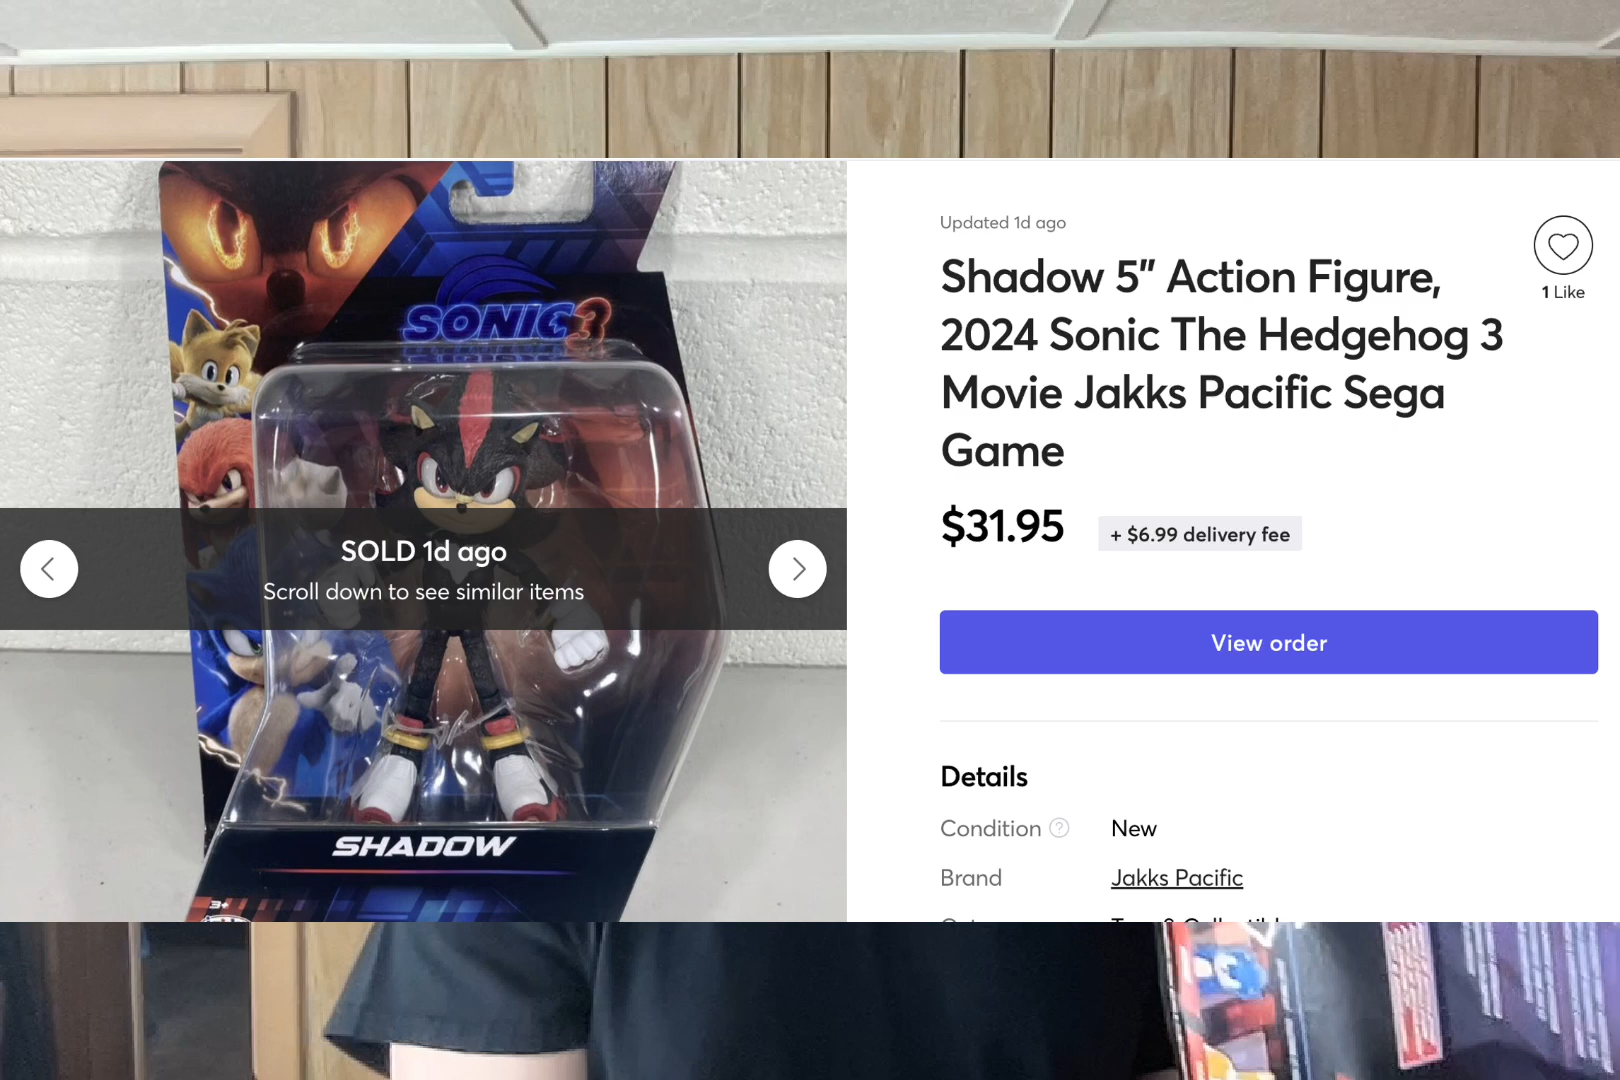 SONIC3
SOLD 1d ago
Scroll down to see similar items
SHADOW
3+
Updated 1d ago
1 Like
Shadow 5” Action Figure,
2024 Sonic The Hedgehog 3
Movie Jakks Pacific Sega
Game
$31.95
+ $6.99 delivery fee
View order
Details
Condition
New
Brand
Jakks Pacific